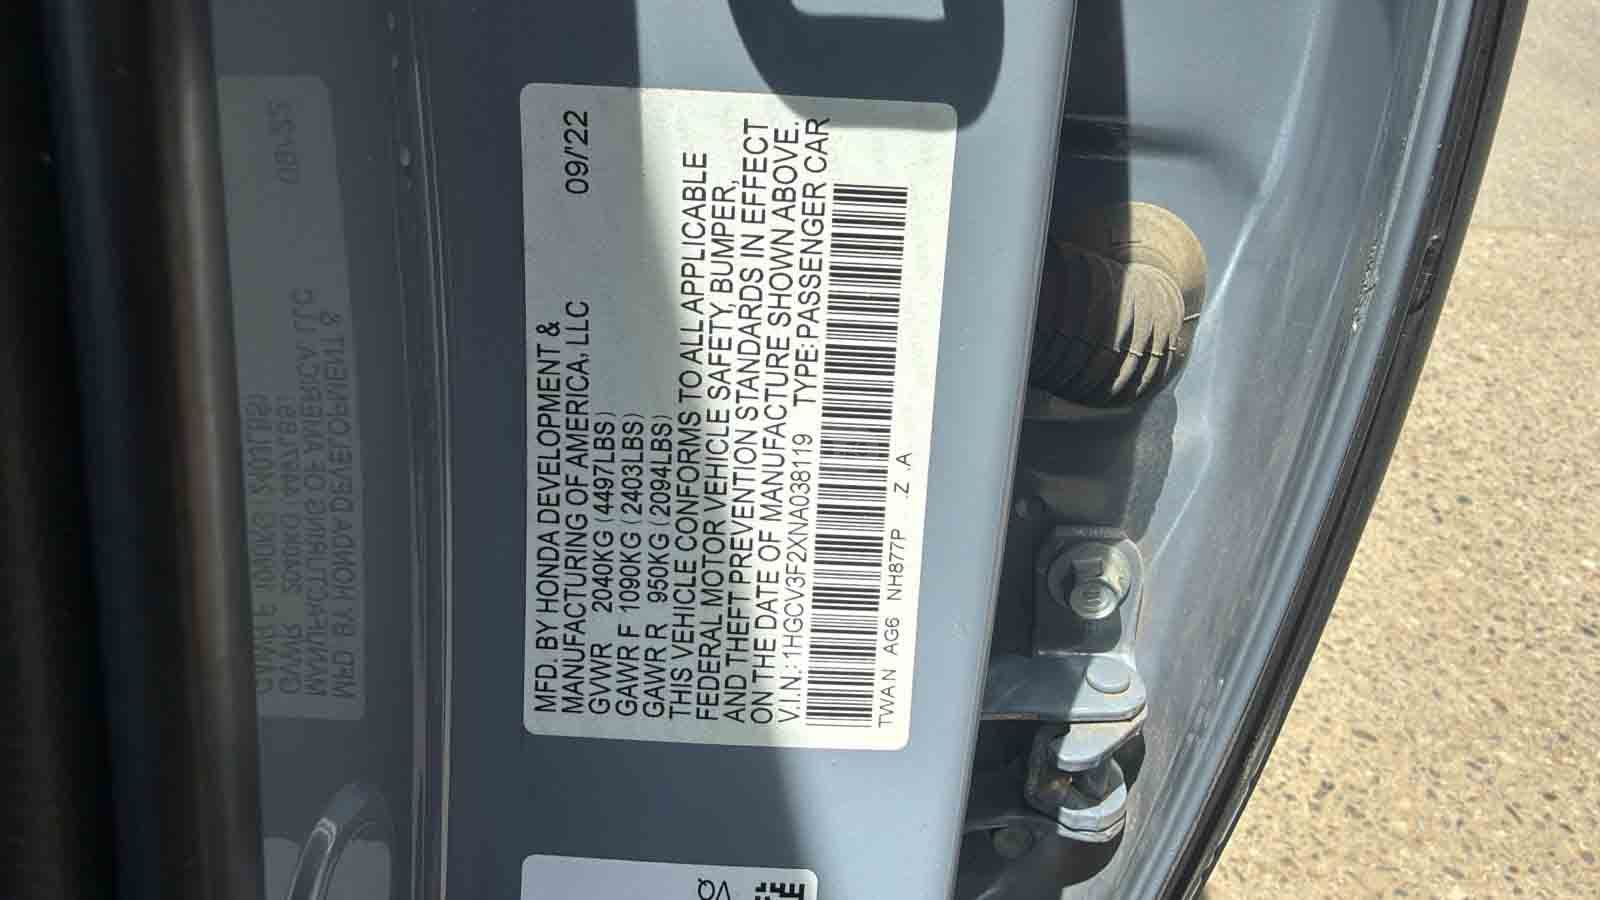 MFD. BY HONDA DEVELOPMENT &
MANUFACTURING OF AMERICA, LLC 09/'22
GVWR 2040KG (4497LBS)
GAWR F 1090KG (2403LBS)
GAWR R 950KG (2094LBS)
THIS VEHICLE CONFORMS TO ALL APPLICABLE
FEDERAL MOTOR VEHICLE SAFETY, BUMPER,
AND THEFT PREVENTION STANDARDS IN EFFECT
ON THE DATE OF MANUFACTURE SHOWN ABOVE.
V.I.N.: 1HGCV3F2XNA038119 TYPE: PASSENGER CAR
TWAN AG6 NH877P .Z .A